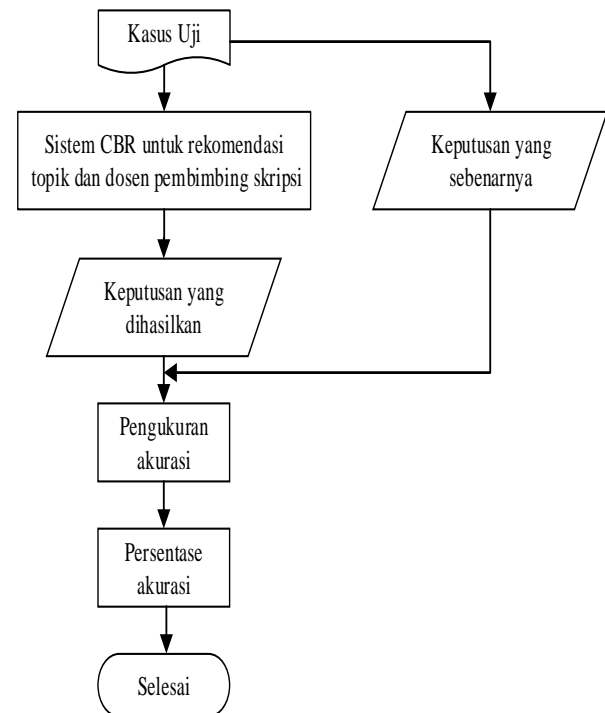 Kasus Uji
Sistem CBR untuk rekomendasi
topik dan dosen pembimbing skripsi
Keputusan yang
sebenarnya
Keputusan yang
dihasilkan
Pengukuran
akurasi
Persentase
akurasi
Selesai